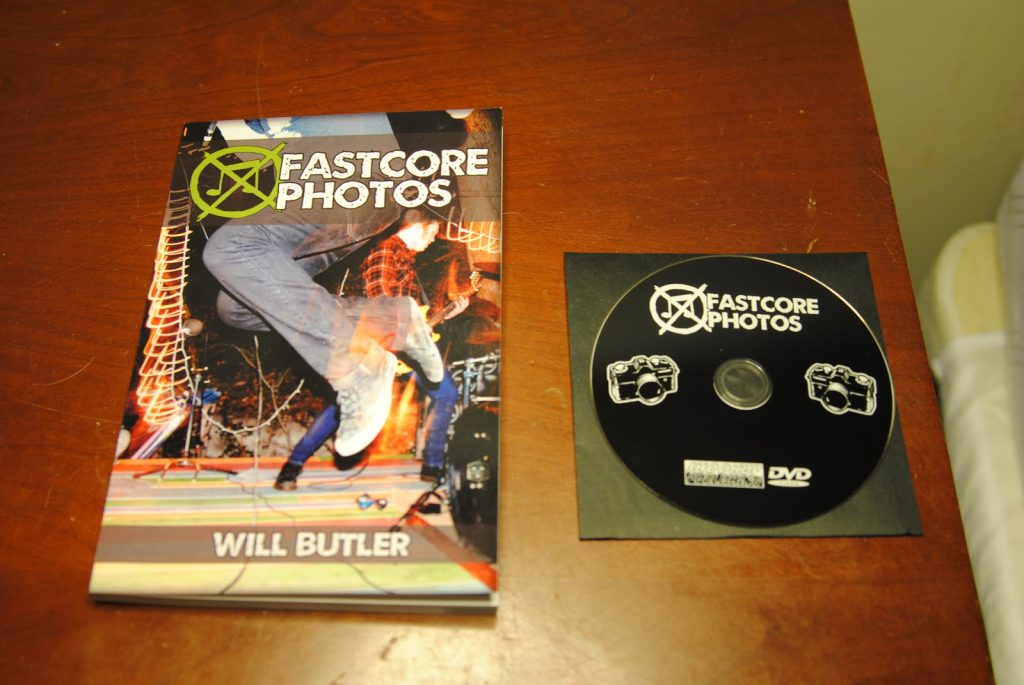 FASTCORE
PHOTOS
WILL BUTLER
FASTCORE
PHOTOS
DVD